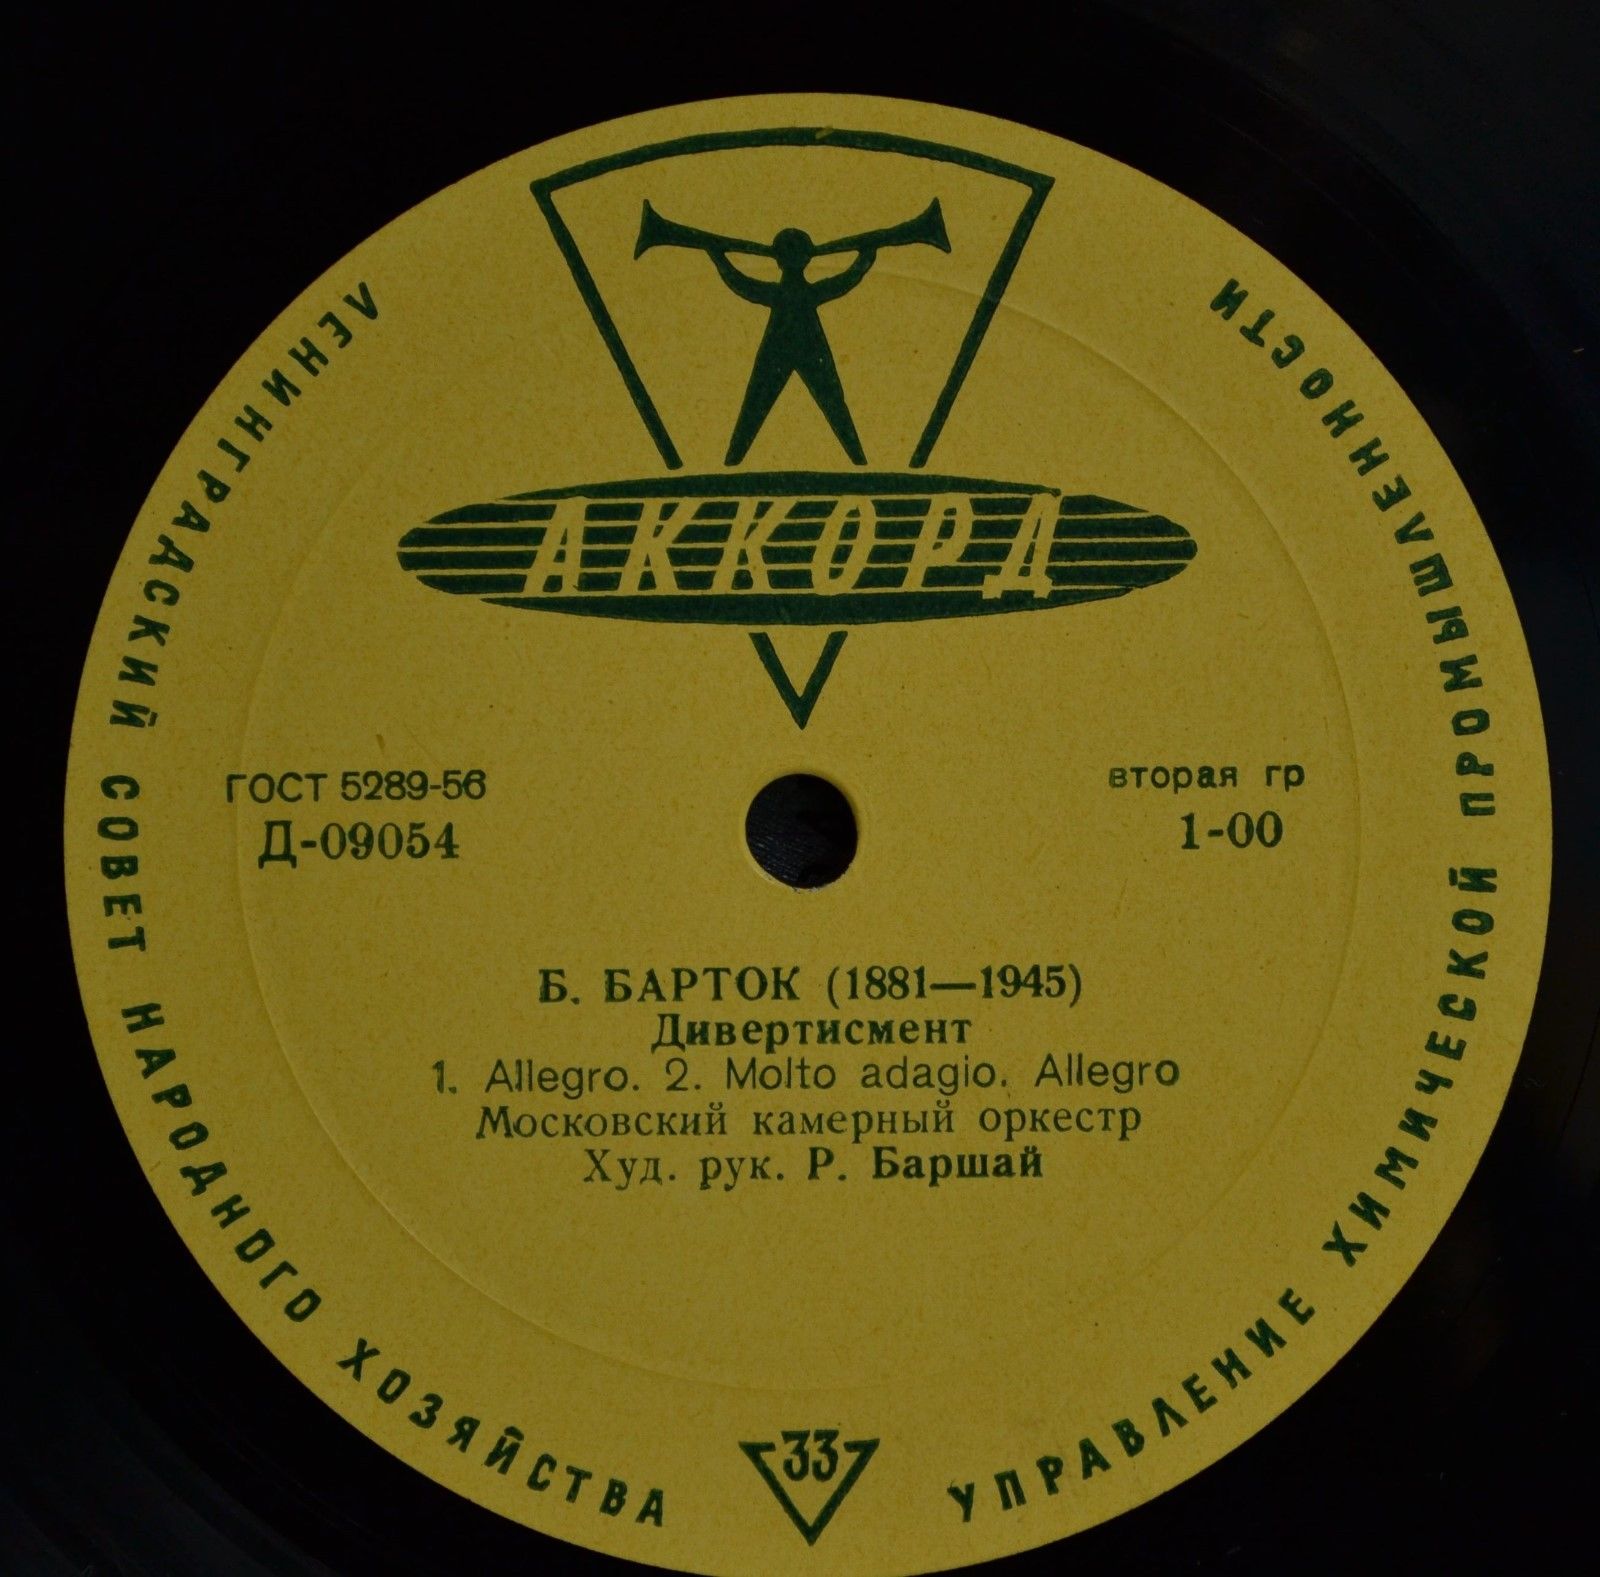 АККОРД
ГОСТ 5289-56
Д-09054
вторая гр
1-00
Б. БАРТОК (1881—1945)
Дивертисмент
1. Allegro. 2. Molto adagio. Allegro
Московский камерный оркестр
Худ. рук. Р. Баршай
33
ЛЕНИНГРАДСКИЙ СОВЕТ НАРОДНОГО ХОЗЯЙСТВА
УПРАВЛЕНИЕ ХИМИЧЕСКОЙ ПРОМЫШЛЕННОСТИ